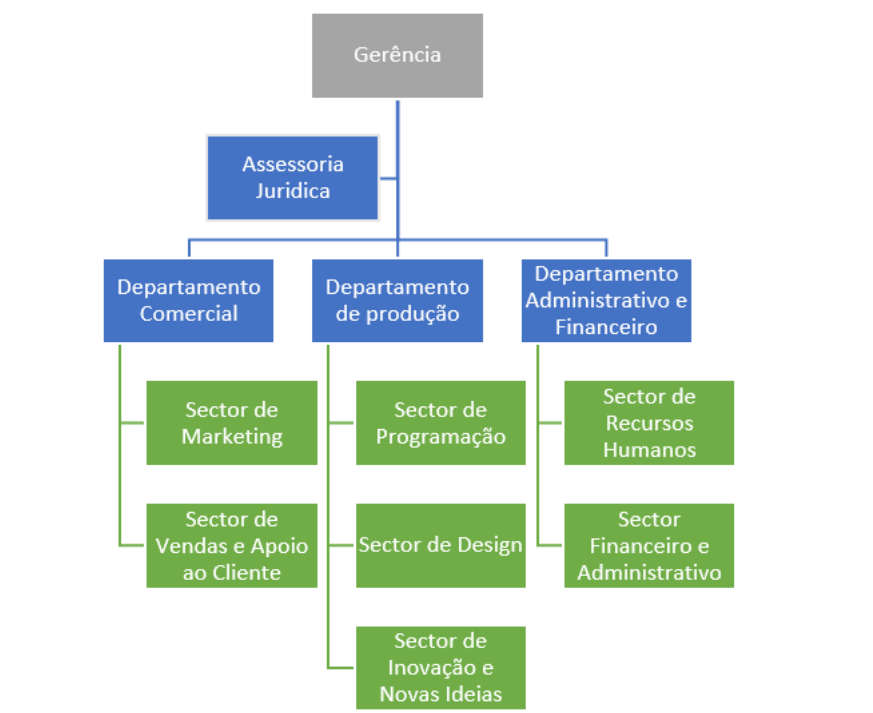 Gerência
Assessoria
Juridica
Departamento
Comercial
Departamento
de produção
Departamento
Administrativo e
Financeiro
Sector de
Marketing
Sector de
Vendas e Apoio
ao Cliente
Sector de
Programação
Sector de Design
Sector de
Inovação e
Novas Ideias
Sector de
Recursos
Humanos
Sector
Financeiro e
Administrativo